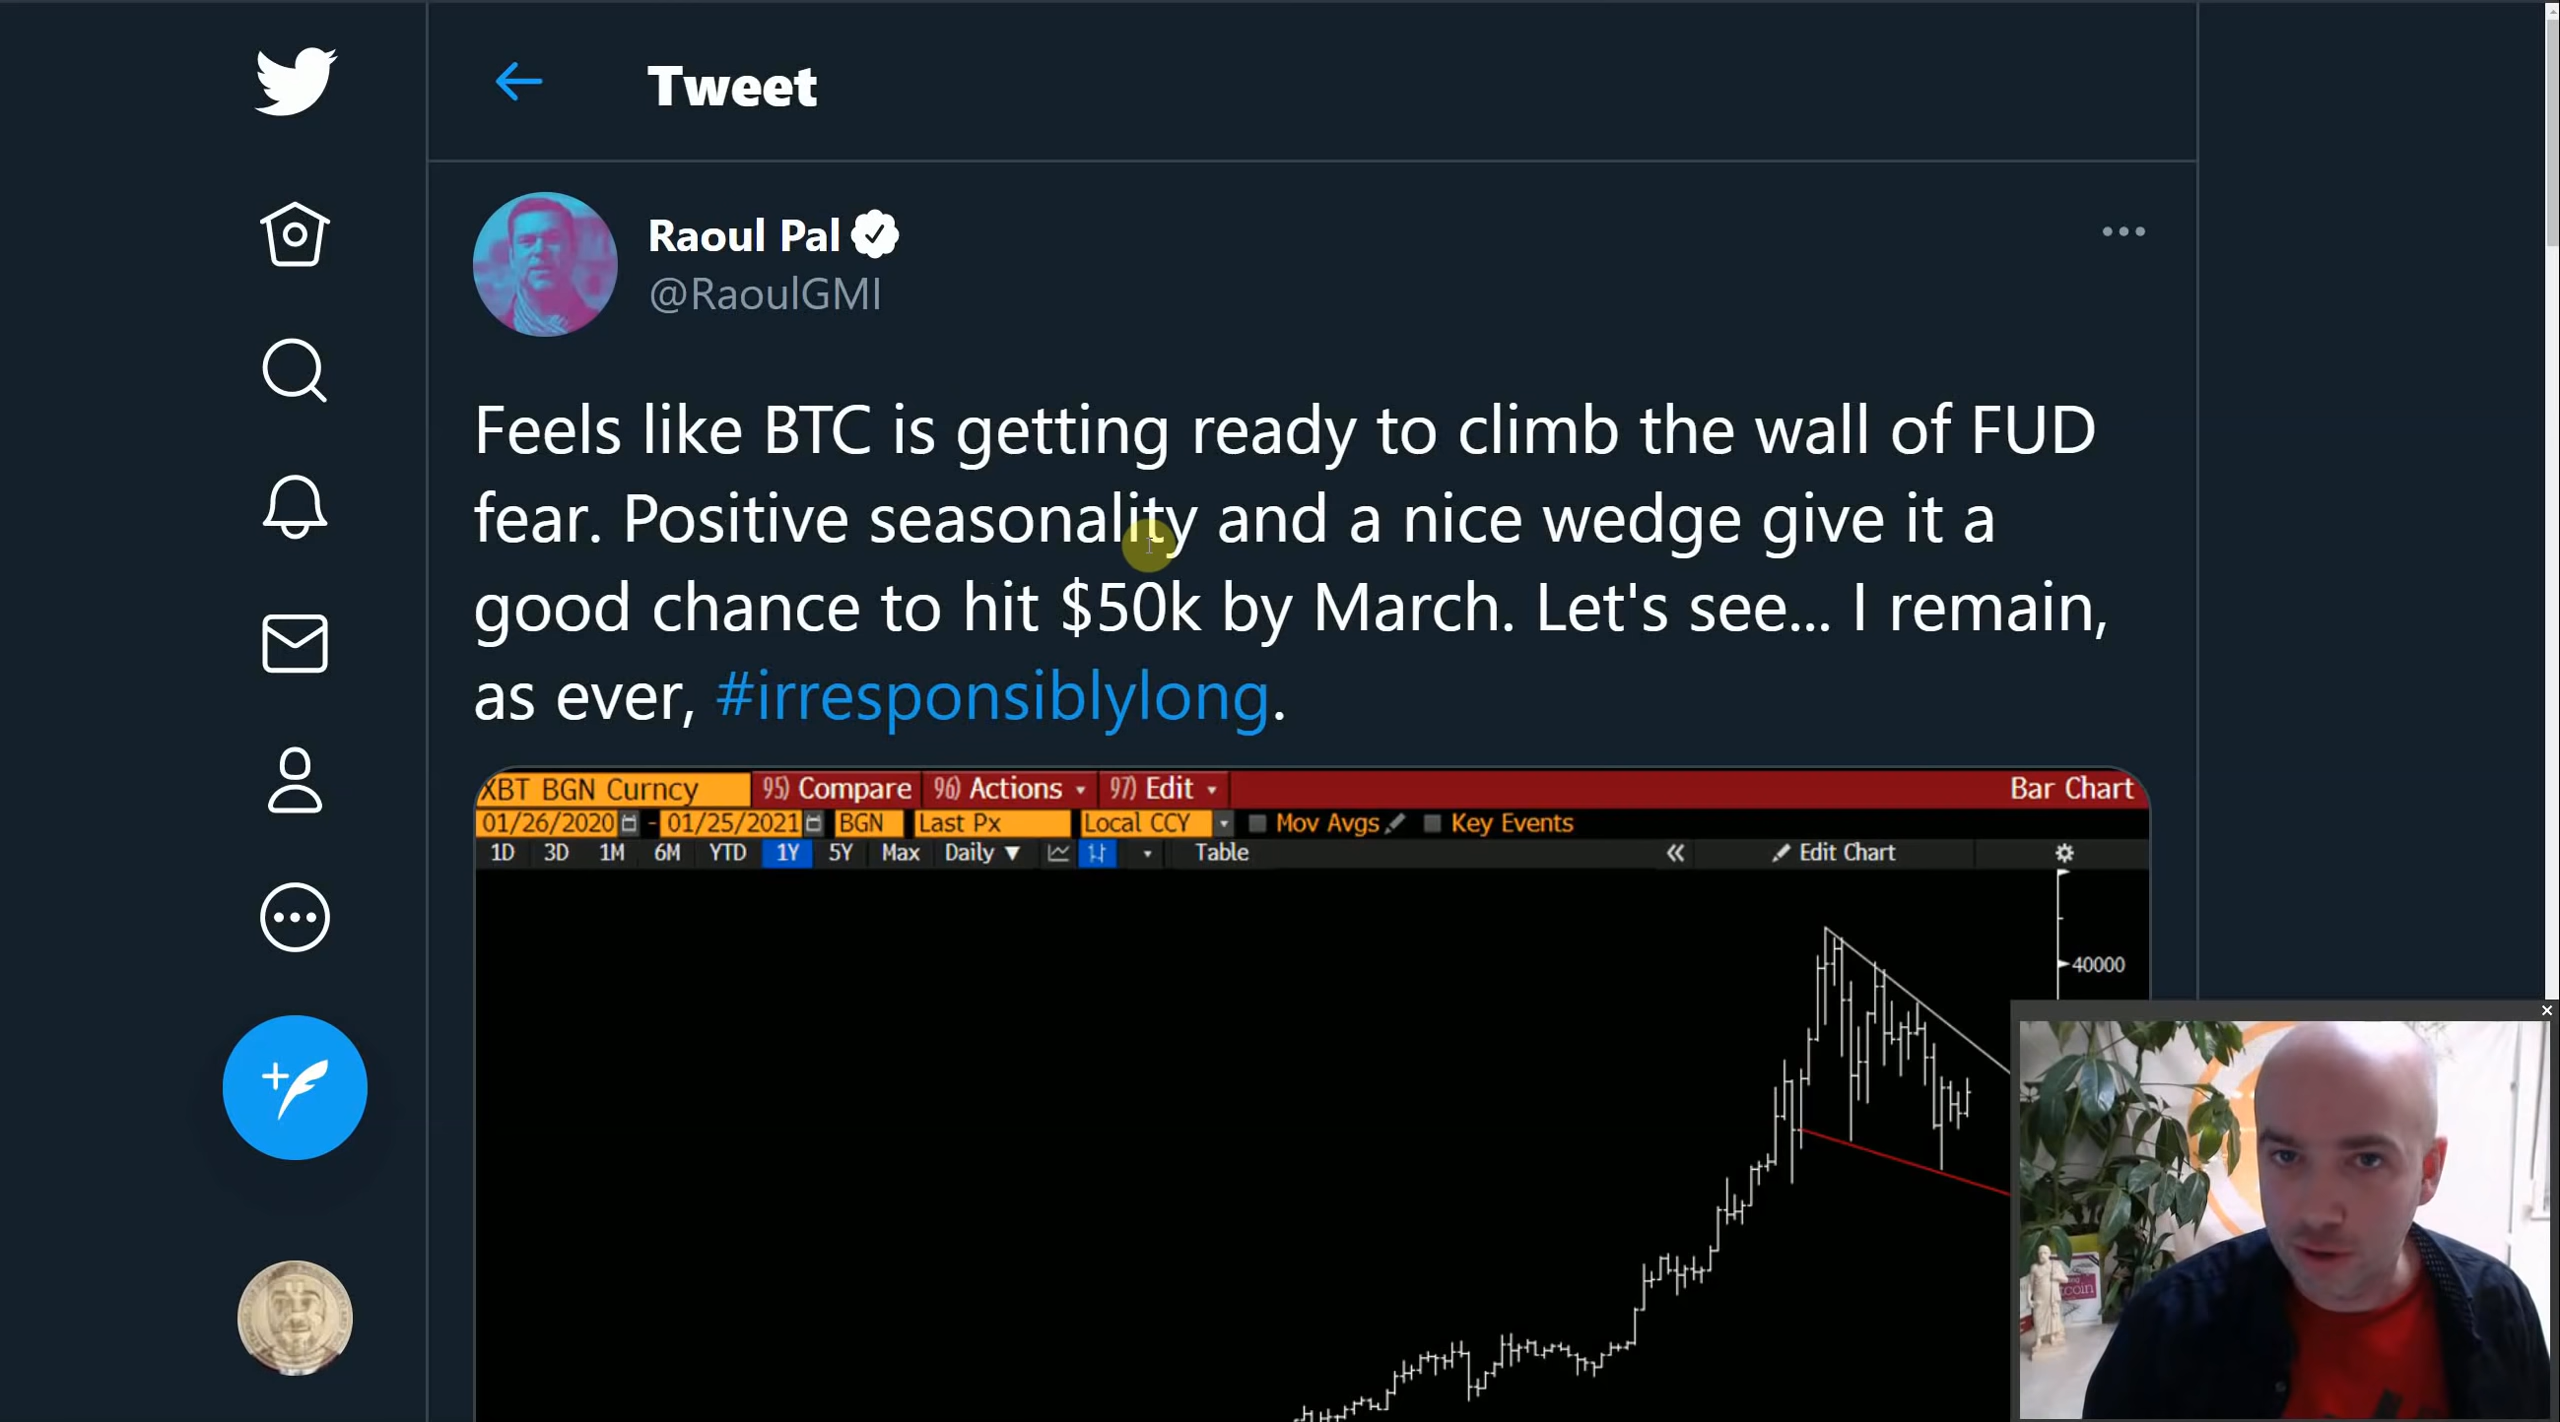 Tweet
Raoul Pal
@RaoulGMI
Feels like BTC is getting ready to climb the wall of FUD
fear. Positive seasonality and a nice wedge give it a
good chance to hit $50k by March. Let's see... I remain,
as ever, #irresponsiblylong.
XBT BGN Curncy 95) Compare 96) Actions 97) Edit Bar Chart
01/26/2020 - 01/25/2021 BGN Last Px Local CCY Mov Avgs Key Events
1D 3D 1M 6M YTD 1Y 5Y Max Daily ▼ Table « Edit Chart
40000